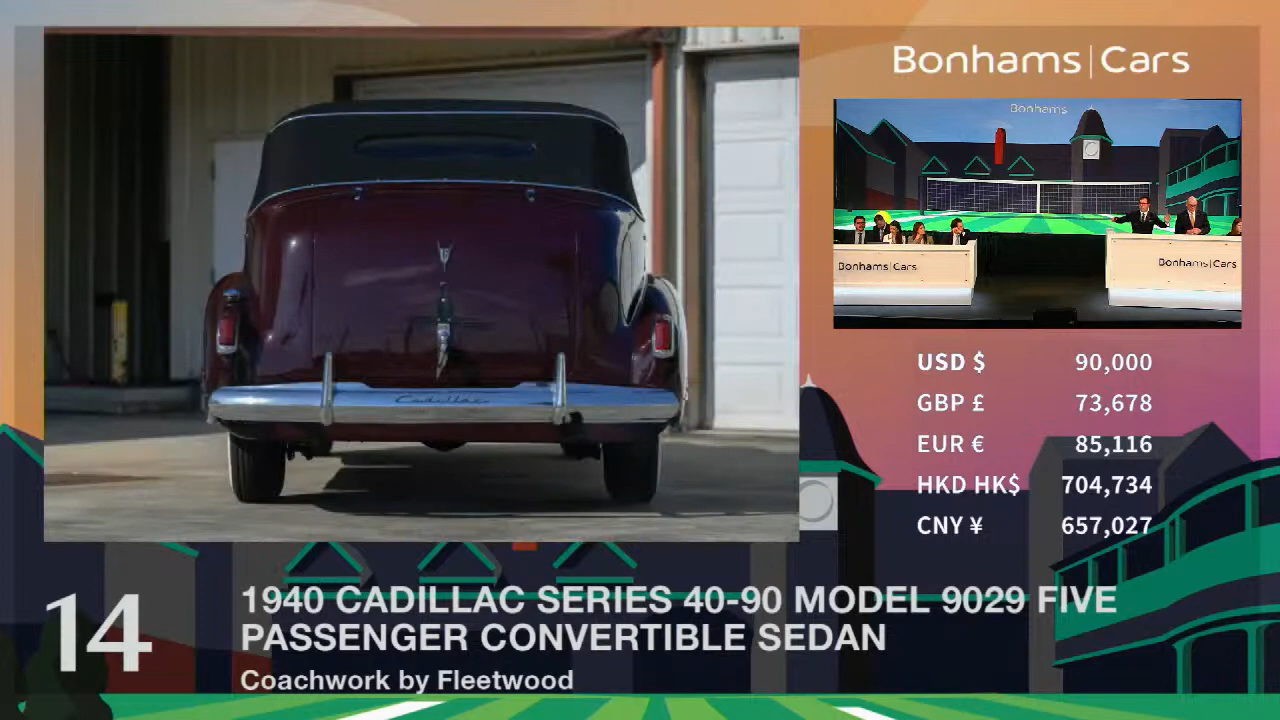 Bonhams|Cars
Bonhams
Bonhams|Cars
Bonhams|Cars
Cadillac
USD $ 90,000
GBP £ 73,678
EUR € 85,116
HKD HK$ 704,734
CNY ¥ 657,027
14
1940 CADILLAC SERIES 40-90 MODEL 9029 FIVE
PASSENGER CONVERTIBLE SEDAN
Coachwork by Fleetwood